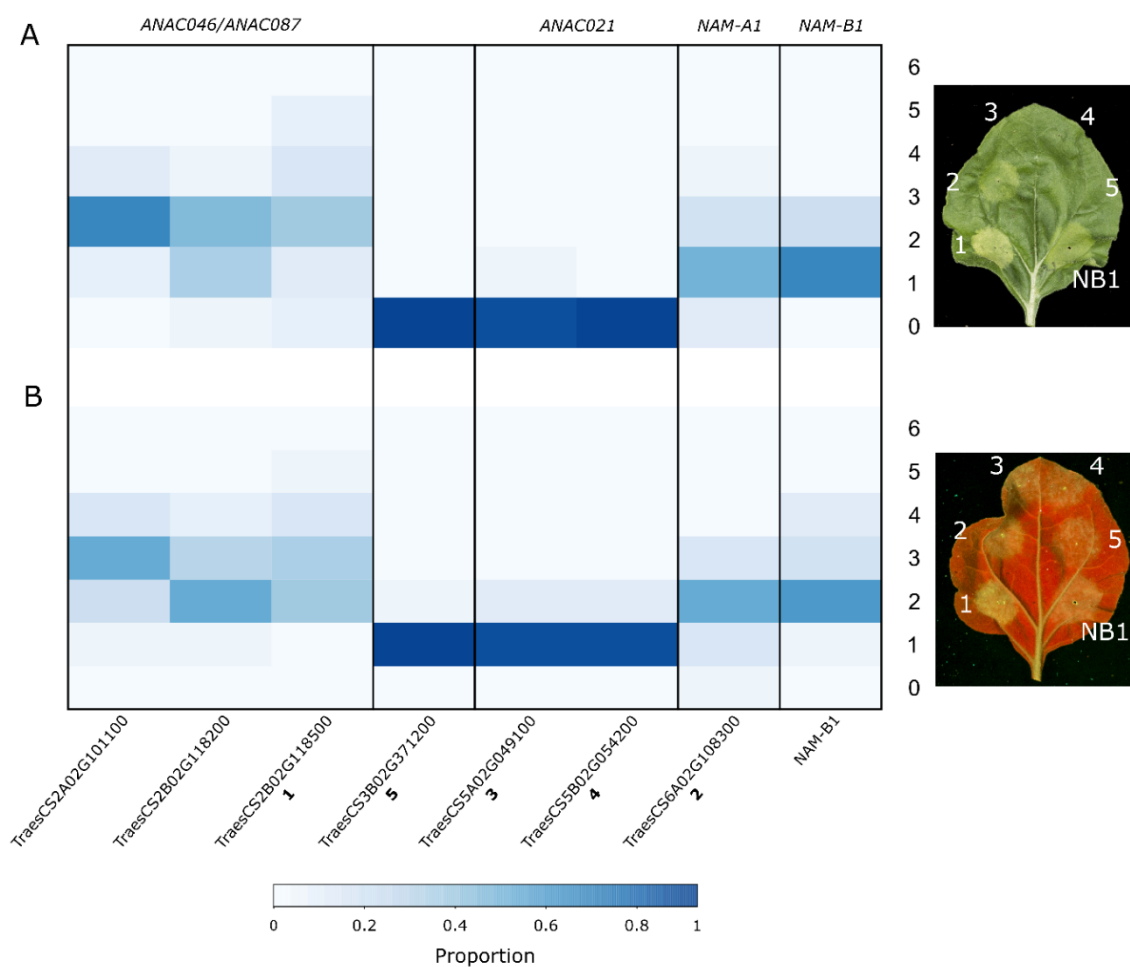 A
ANAC046/ANAC087 ANAC021 NAM-A1 NAM-B1
6
5
4
3
2
1
0
3 4
2 5
1 NB1
B
6
5
4
3
2
1
0
3 4
2 5
1 NB1
TraesCS2A02G101100
TraesCS2B02G118200
TraesCS2B02G118500
1
TraesCS3B02G371200
5
TraesCS5A02G049100
3
TraesCS5B02G054200
4
TraesCS6A02G108300
2
NAM-B1
0 0.2 0.4 0.6 0.8 1
Proportion